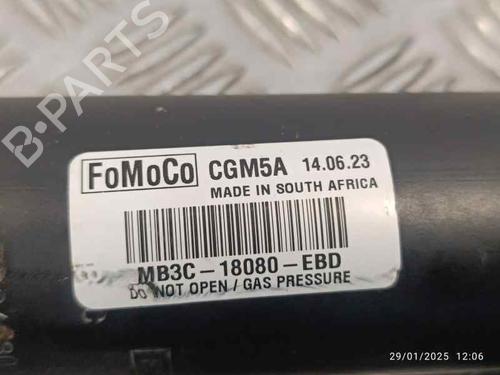 B-PARTS
FoMoCo CGM5A 14.06.23
MADE IN SOUTH AFRICA
MB3C-18080-EBD
DO NOT OPEN / GAS PRESSURE
29/01/2025 12:06